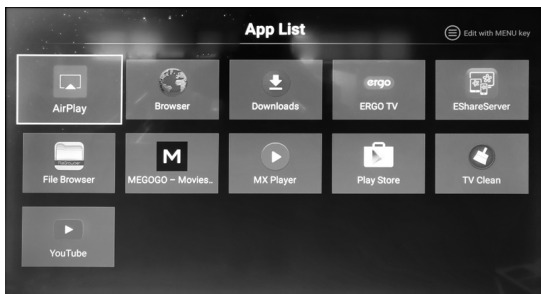 App List
Edit with MENU key
AirPlay
Browser
Downloads
ergo
ERGO TV
EShareServer
File Browser
M
MEGOGO – Movies..
MX Player
Play Store
TV Clean
YouTube